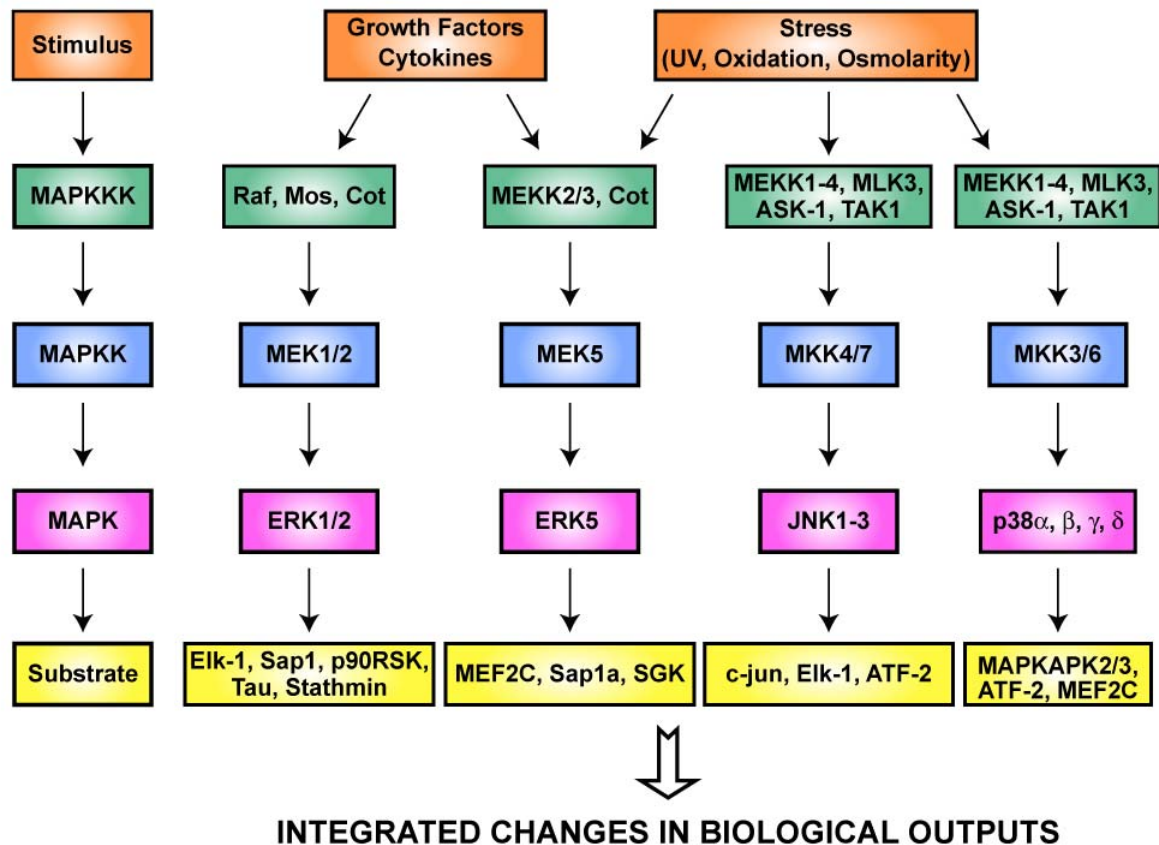 Stimulus
Growth Factors
Cytokines
Stress
(UV, Oxidation, Osmolarity)
MAPKKK
Raf, Mos, Cot
MEKK2/3, Cot
MEKK1-4, MLK3,
ASK-1, TAK1
MEKK1-4, MLK3,
ASK-1, TAK1
MAPKK
MEK1/2
MEK5
MKK4/7
MKK3/6
MAPK
ERK1/2
ERK5
JNK1-3
p38α, β, γ, δ
Substrate
Elk-1, Sap1, p90RSK,
Tau, Stathmin
MEF2C, Sap1a, SGK
c-jun, Elk-1, ATF-2
MAPKAPK2/3,
ATF-2, MEF2C
INTEGRATED CHANGES IN BIOLOGICAL OUTPUTS